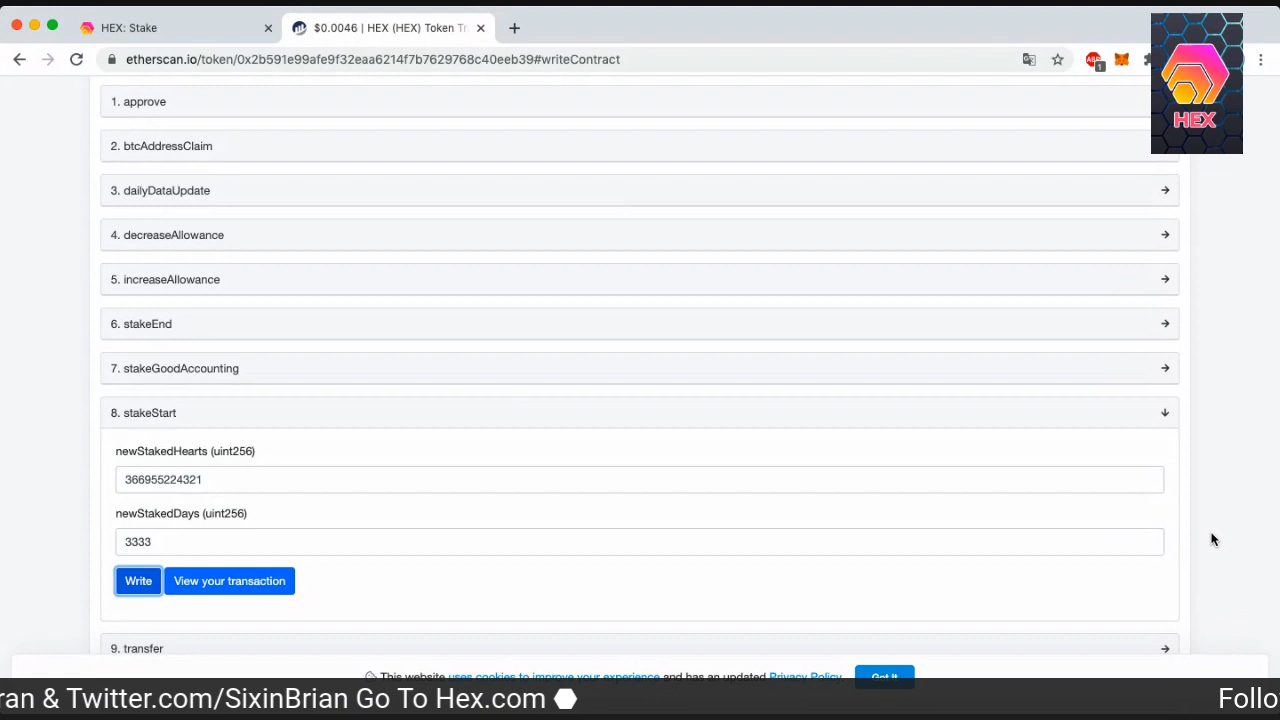 HEX: Stake
$0.0046 | HEX (HEX) Token Tr
etherscan.io/token/0x2b591e99afe9f32eaa6214f7b7629768c40eeb39#writeContract
ABP
1
HEX
1. approve
2. btcAddressClaim
3. dailyDataUpdate
4. decreaseAllowance
5. increaseAllowance
6. stakeEnd
7. stakeGoodAccounting
8. stakeStart
newStakedHearts (uint256)
366955224321
newStakedDays (uint256)
3333
Write View your transaction
9. transfer
This website uses cookies to improve your experience and has an updated Privacy Policy. Got it
ran & Twitter.com/SixinBrian Go To Hex.com Follo